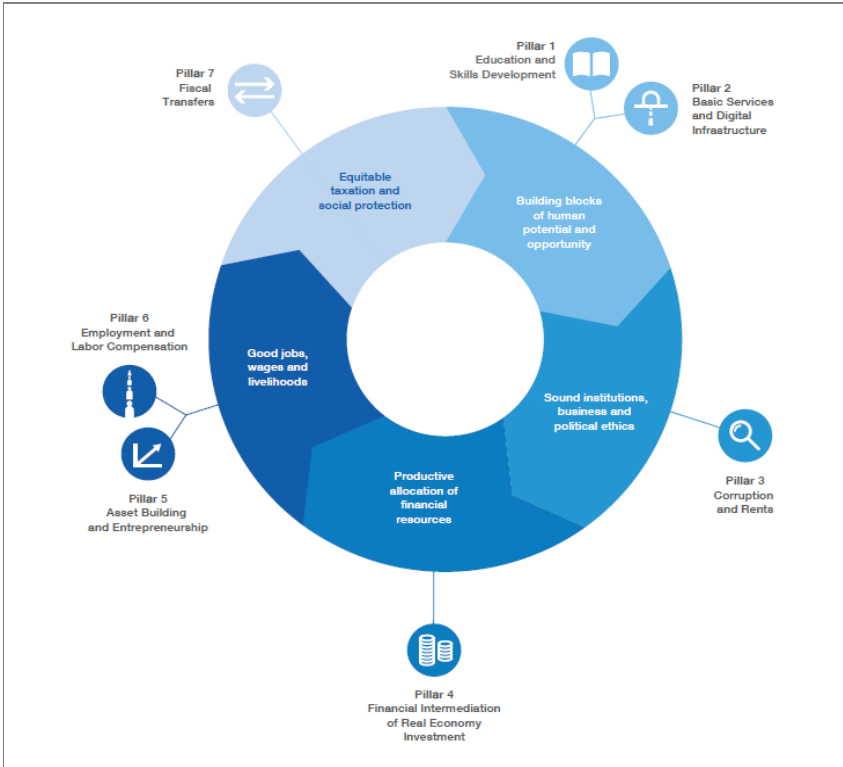 Pillar 1
Education and
Skills Development
Pillar 2
Basic Services
and Digital
Infrastructure
Pillar 7
Fiscal
Transfers
Equitable
taxation and
social protection
Building blocks
of human
potential and
opportunity
Pillar 6
Employment and
Labor Compensation
Good jobs,
wages and
livelihoods
Sound institutions,
business and
political ethics
Pillar 3
Corruption
and Rents
Productive
allocation of
financial
resources
Pillar 5
Asset Building
and Entrepreneurship
Pillar 4
Financial Intermediation
of Real Economy
Investment